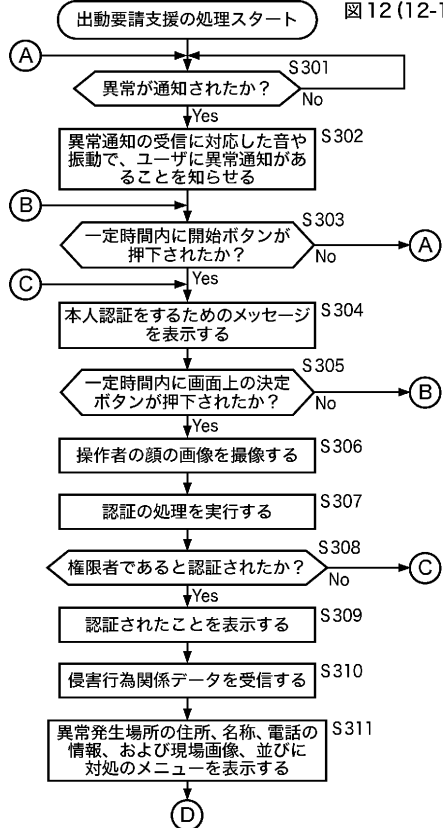 図12 (12-1
出動要請支援の処理スタート
A
S301
異常が通知されたか？
No
Yes
S302
異常通知の受信に対応した音や
振動で、ユーザに異常通知があ
ることを知らせる
B
S303
一定時間内に開始ボタンが
押下されたか？
No
A
Yes
C
S304
本人認証をするためのメッセージ
を表示する
S305
一定時間内に画面上の決定
ボタンが押下されたか？
No
B
Yes
S306
操作者の顔の画像を撮像する
S307
認証の処理を実行する
S308
権限者であると認証されたか？
No
C
Yes
S309
認証されたことを表示する
S310
侵害行為関係データを受信する
S311
異常発生場所の住所、名称、電話の
情報、および現場画像、並びに
対処のメニューを表示する
D